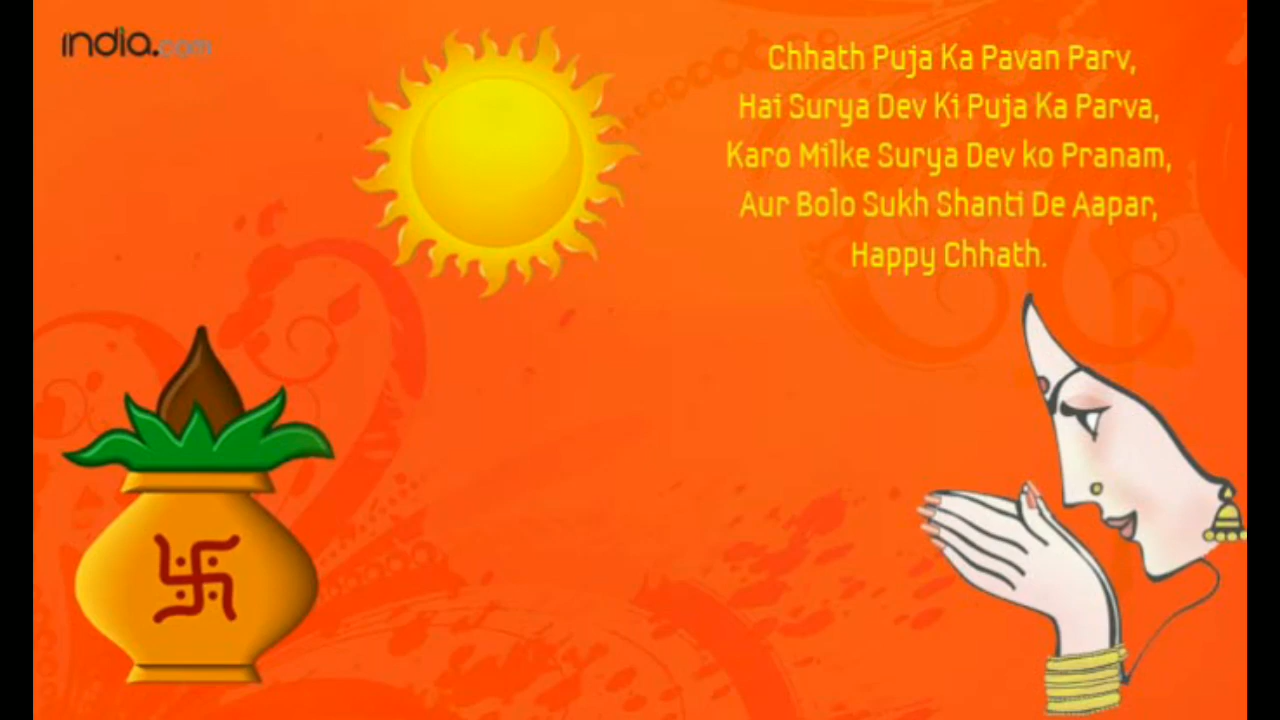 india.com
Chhath Puja Ka Pavan Parv,
Hai Surya Dev Ki Puja Ka Parva,
Karo Milke Surya Dev ko Pranam,
Aur Bolo Sukh Shanti De Aapar,
Happy Chhath.